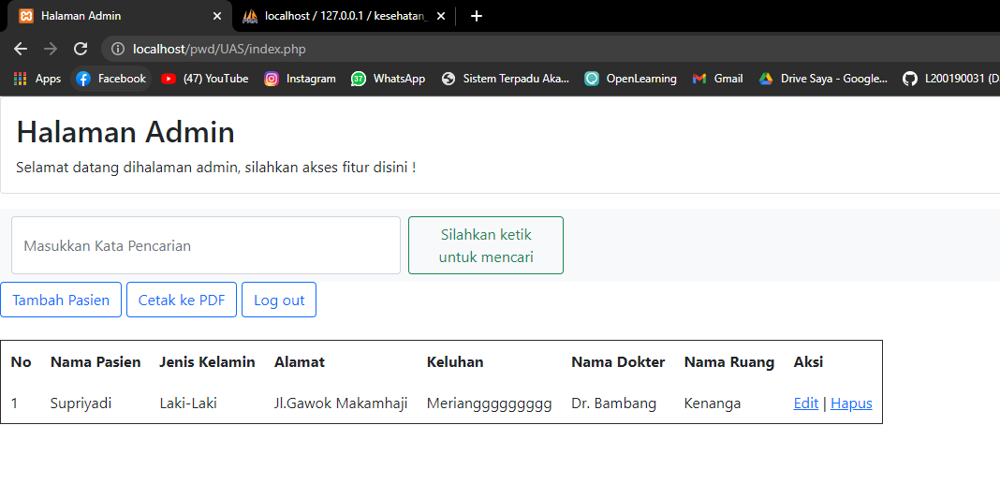 Halaman Admin
localhost / 127.0.0.1 / kesehatan_
localhost/pwd/UAS/index.php
Apps Facebook (47) YouTube Instagram 37 WhatsApp Sistem Terpadu Aka... OpenLearning Gmail Drive Saya - Google... L200190031 (D
Halaman Admin
Selamat datang dihalaman admin, silahkan akses fitur disini !
Masukkan Kata Pencarian
Silahkan ketik
untuk mencari
Tambah Pasien Cetak ke PDF Log out
No Nama Pasien Jenis Kelamin Alamat Keluhan Nama Dokter Nama Ruang Aksi
1 Supriyadi Laki-Laki Jl.Gawok Makamhaji Merianggggggggg Dr. Bambang Kenanga Edit | Hapus